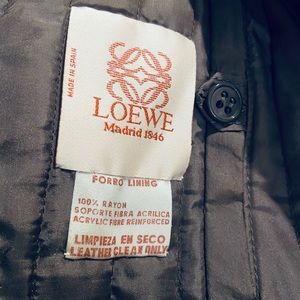 MADE IN SPAIN
LOEWE
Madrid 1846
FORRO LINING
100% RAYON
SOPORTE FIBRA ACRILICA
ACRYLIC FIBRE REINFORCED
LIMPIEZA EN SECO
LEATHER CLEAN ONLY